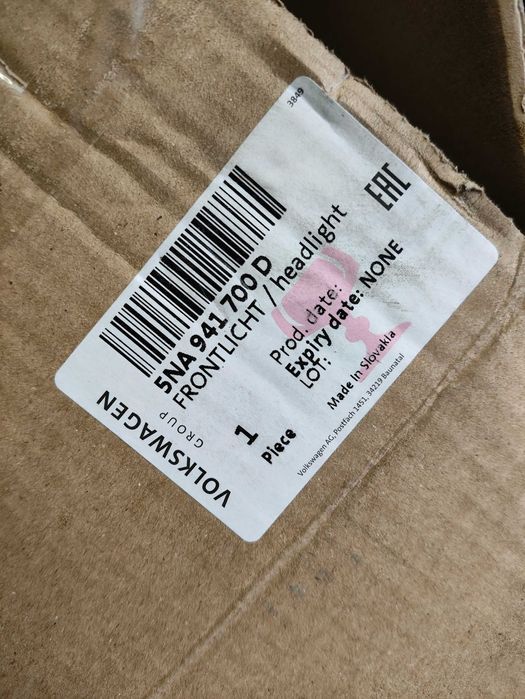 3849
EAC
5NA 941 700 D
FRONTLICHT / headlight
Prod. date:
Expiry date: NONE
LOT:
1
Piece
Made In Slovakia
Volkswagen AG, Postfach 1451, 34219 Baunatal
VOLKSWAGEN
GROUP